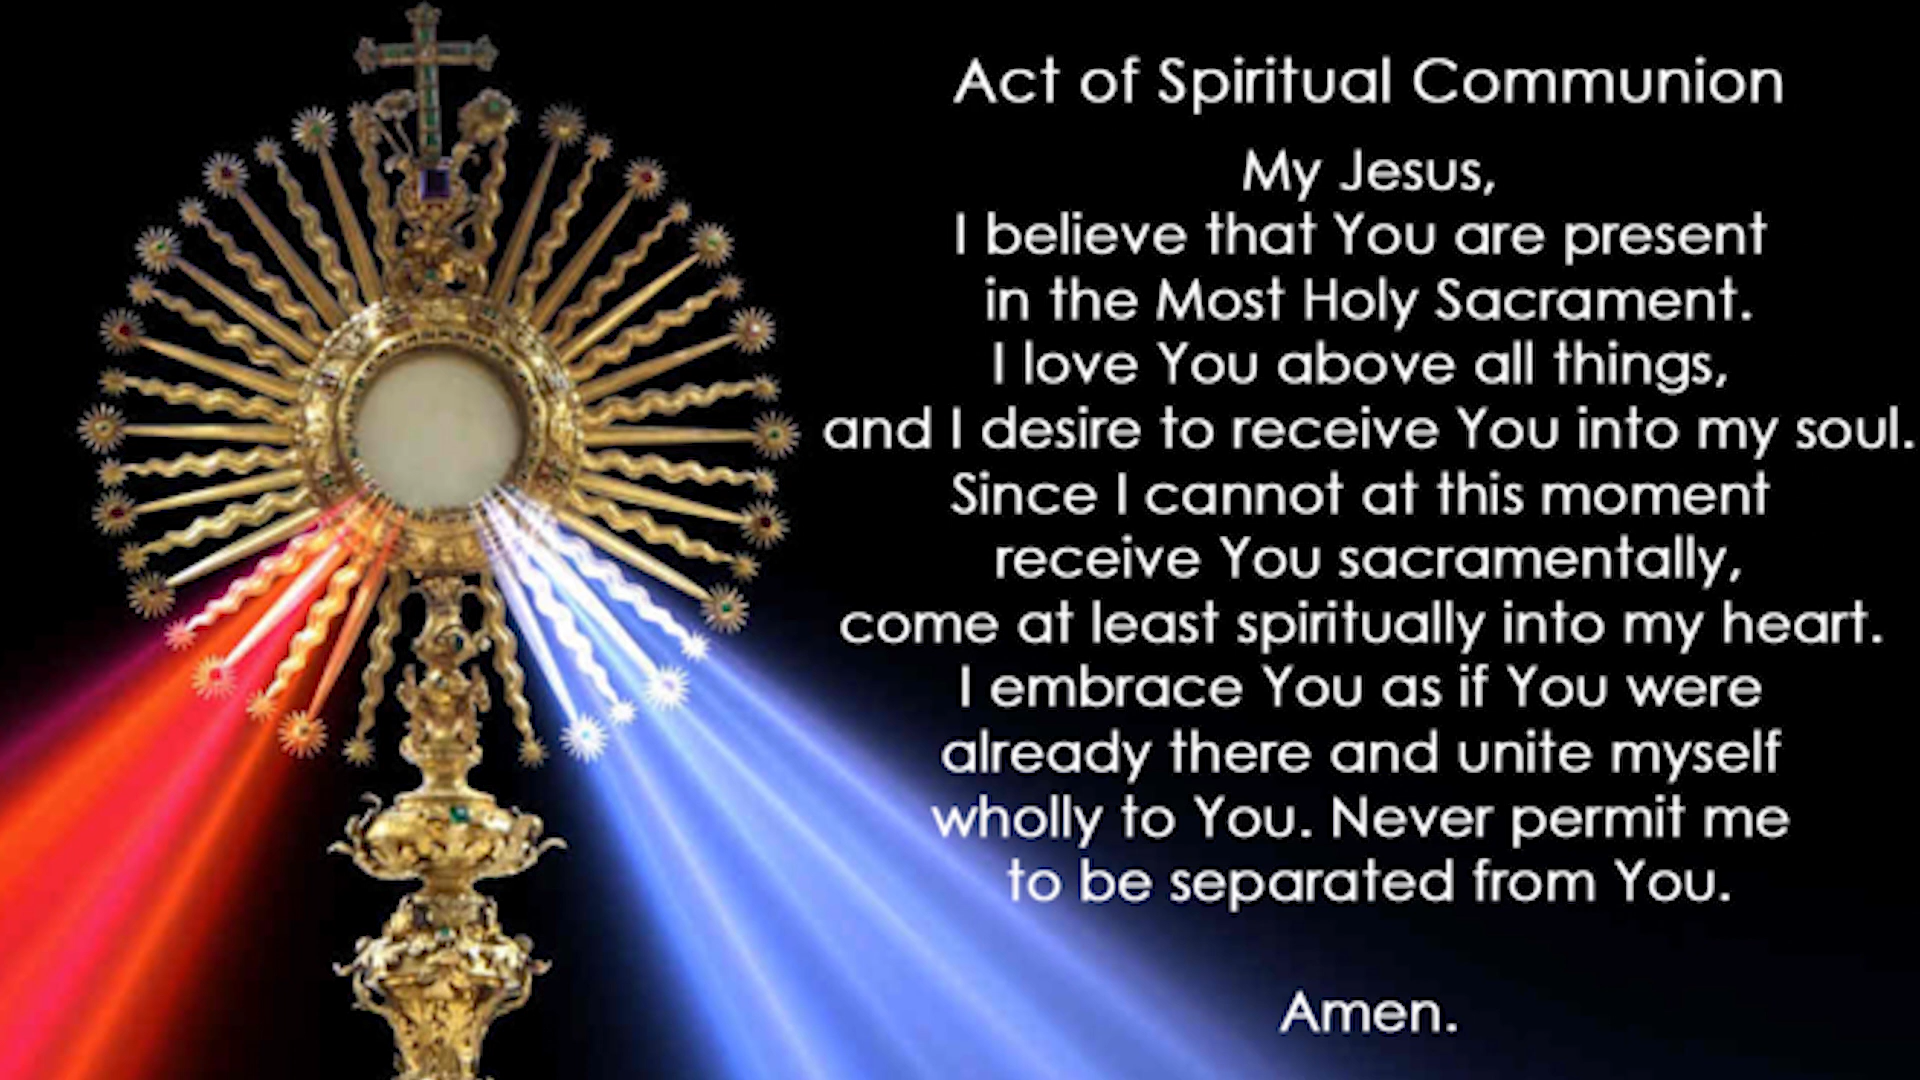 Act of Spiritual Communion
My Jesus,
I believe that You are present
in the Most Holy Sacrament.
I love You above all things,
and I desire to receive You into my soul.
Since I cannot at this moment
receive You sacramentally,
come at least spiritually into my heart.
I embrace You as if You were
already there and unite myself
wholly to You. Never permit me
to be separated from You.
Amen.